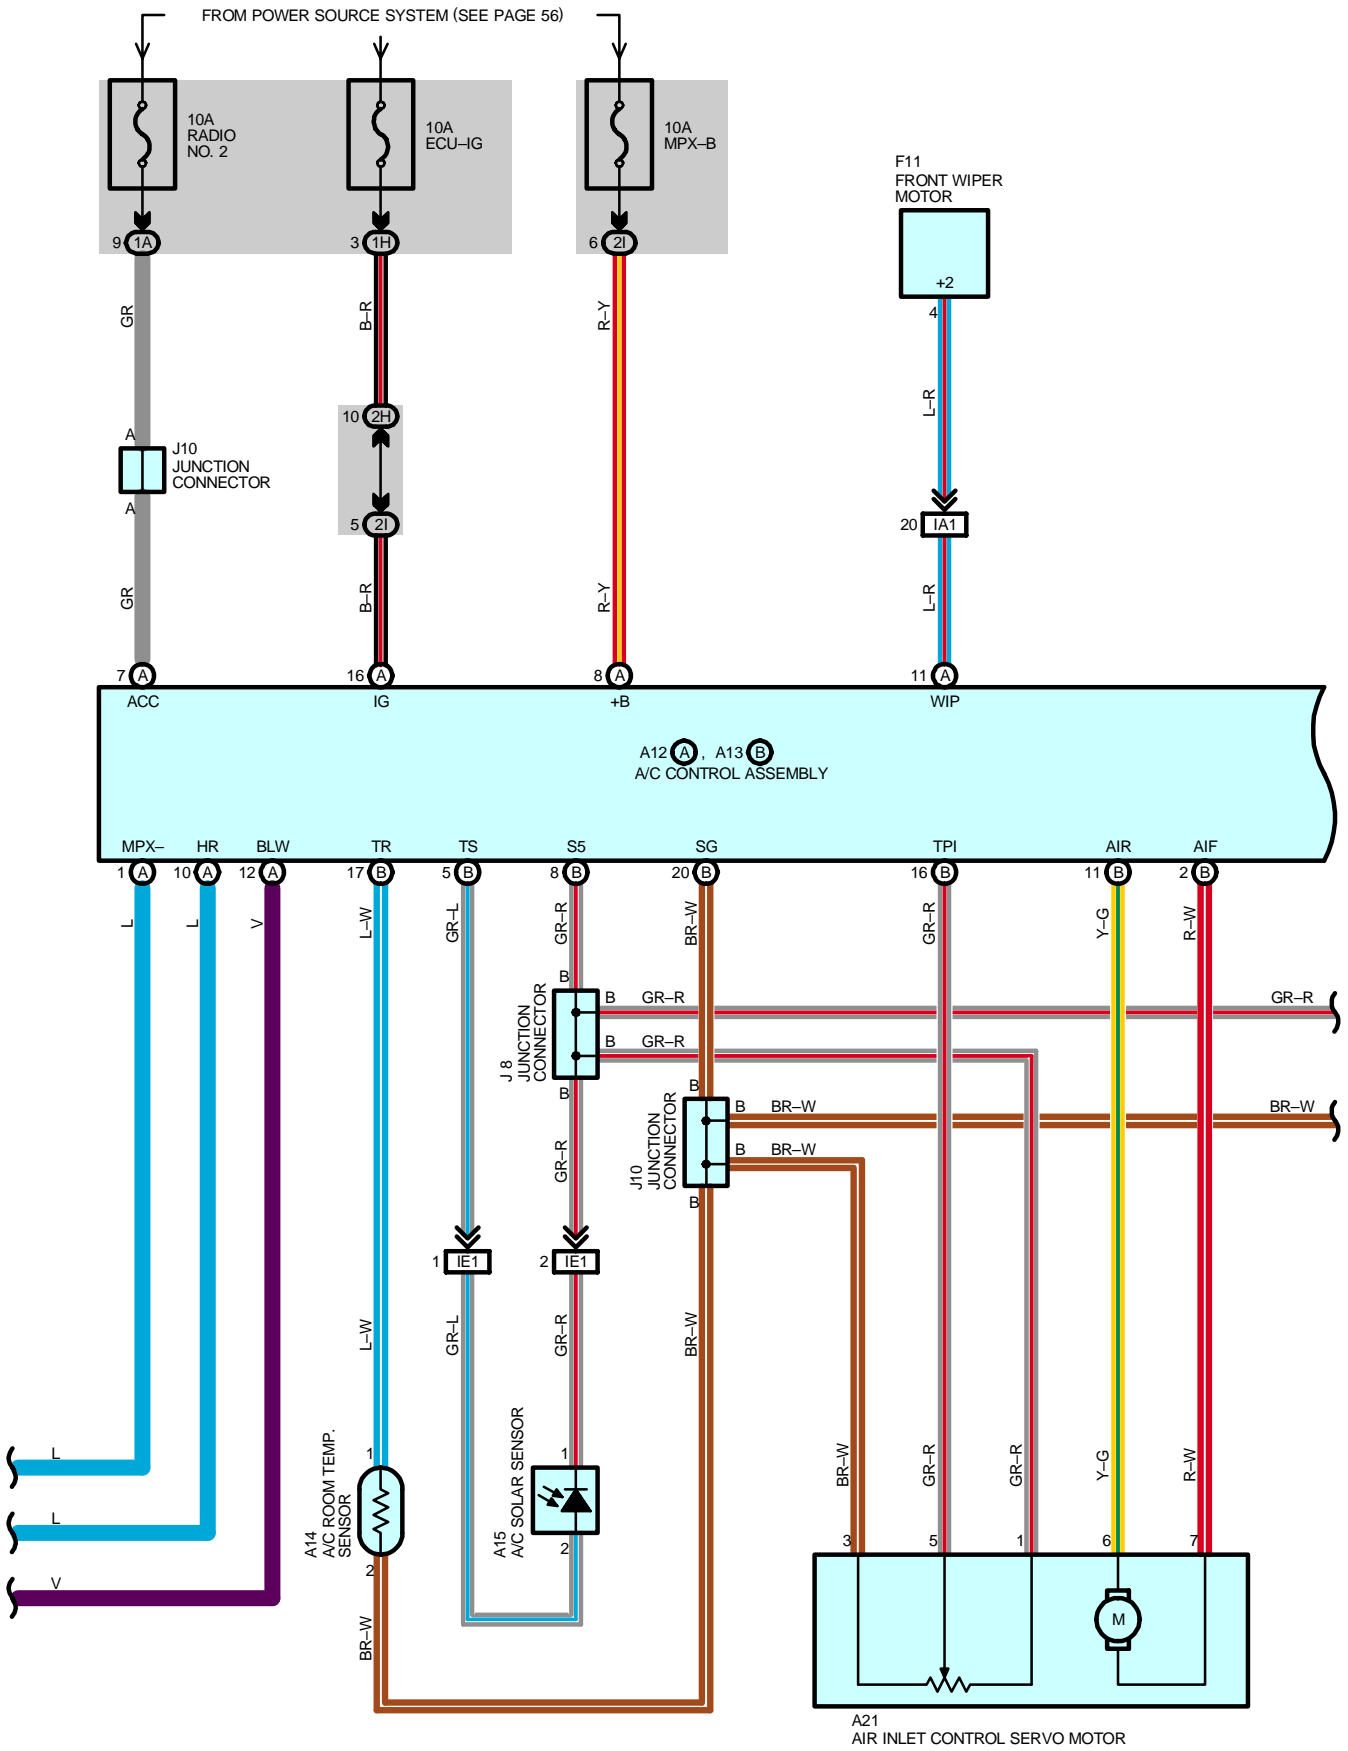 FROM POWER SOURCE SYSTEM (SEE PAGE 56)
10A
RADIO
NO. 2
10A
ECU–IG
10A
MPX–B
F11
FRONT WIPER
MOTOR
+2
4
9 1A
3 1H
6 2I
GR
B–R
R–Y
L–R
10 2H
A
J10
JUNCTION
CONNECTOR
A
5 2I
20 IA1
GR
B–R
R–Y
L–R
7 A
16 A
8 A
11 A
ACC
IG
+B
WIP
A12 A , A13 B
A/C CONTROL ASSEMBLY
MPX–
HR
BLW
TR
TS
S5
SG
TPI
AIR
AIF
1 A
10 A
12 A
17 B
5 B
8 B
20 B
16 B
11 B
2 B
L
L
V
L–W
GR–L
GR–R
BR–W
GR–R
Y–G
R–W
B
B GR–R
GR–R
J 8
JUNCTION
CONNECTOR
B GR–R
B
B
B BR–W
BR–W
J10
JUNCTION
CONNECTOR
B BR–W
B
GR–R
1 IE1
2 IE1
L–W
GR–L
GR–R
BR–W
L
L
V
1
A14
A/C ROOM TEMP.
SENSOR
2
1
A15
A/C SOLAR SENSOR
2
BR–W
BR–W
GR–R
GR–R
Y–G
R–W
3
5
1
6
7
M
A21
AIR INLET CONTROL SERVO MOTOR